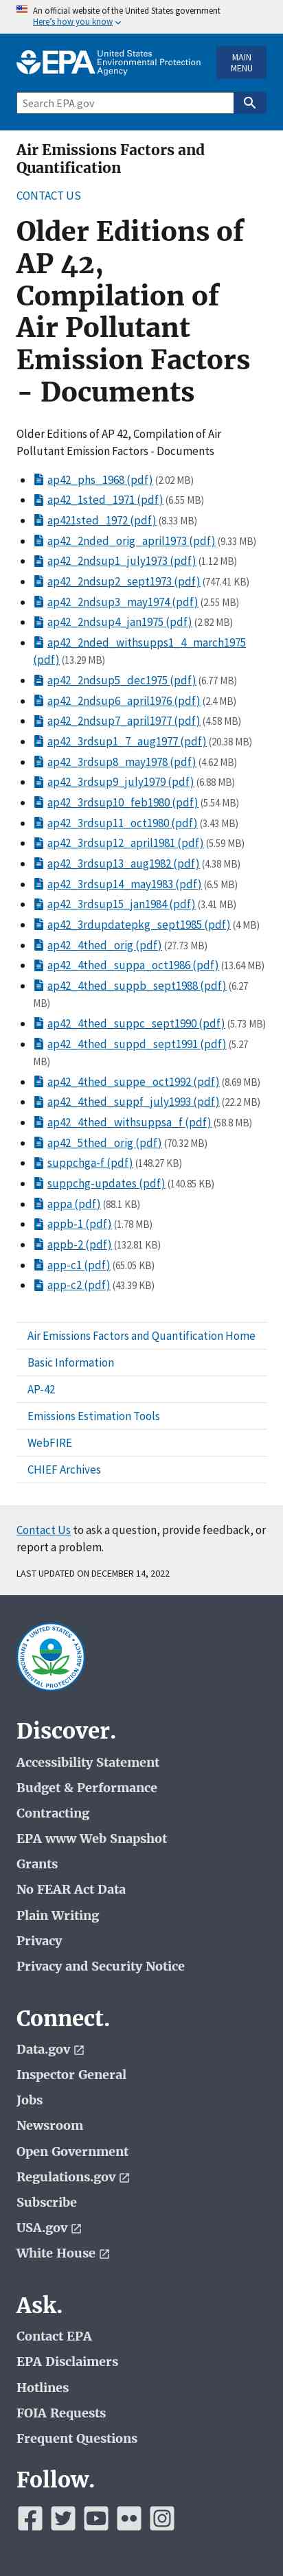 An official website of the United States government
Here’s how you know
EPA United States
Environmental Protection
Agency
MAIN
MENU
Search EPA.gov
Air Emissions Factors and
Quantification
CONTACT US
Older Editions of
AP 42,
Compilation of
Air Pollutant
Emission Factors
- Documents
Older Editions of AP 42, Compilation of Air
Pollutant Emission Factors - Documents
ap42_phs_1968 (pdf) (2.02 MB)
ap42_1sted_1971 (pdf) (6.55 MB)
ap421sted_1972 (pdf) (8.33 MB)
ap42_2nded_orig_april1973 (pdf) (9.33 MB)
ap42_2ndsup1_july1973 (pdf) (1.12 MB)
ap42_2ndsup2_sept1973 (pdf) (747.41 KB)
ap42_2ndsup3_may1974 (pdf) (2.55 MB)
ap42_2ndsup4_jan1975 (pdf) (2.82 MB)
ap42_2nded_withsupps1_4_march1975
(pdf) (13.29 MB)
ap42_2ndsup5_dec1975 (pdf) (6.77 MB)
ap42_2ndsup6_april1976 (pdf) (2.4 MB)
ap42_2ndsup7_april1977 (pdf) (4.58 MB)
ap42_3rdsup1_7_aug1977 (pdf) (20.38 MB)
ap42_3rdsup8_may1978 (pdf) (4.62 MB)
ap42_3rdsup9_july1979 (pdf) (6.88 MB)
ap42_3rdsup10_feb1980 (pdf) (5.54 MB)
ap42_3rdsup11_oct1980 (pdf) (3.43 MB)
ap42_3rdsup12_april1981 (pdf) (5.59 MB)
ap42_3rdsup13_aug1982 (pdf) (4.38 MB)
ap42_3rdsup14_may1983 (pdf) (6.5 MB)
ap42_3rdsup15_jan1984 (pdf) (3.41 MB)
ap42_3rdupdatepkg_sept1985 (pdf) (4 MB)
ap42_4thed_orig (pdf) (27.73 MB)
ap42_4thed_suppa_oct1986 (pdf) (13.64 MB)
ap42_4thed_suppb_sept1988 (pdf) (6.27
MB)
ap42_4thed_suppc_sept1990 (pdf) (5.73 MB)
ap42_4thed_suppd_sept1991 (pdf) (5.27
MB)
ap42_4thed_suppe_oct1992 (pdf) (8.69 MB)
ap42_4thed_suppf_july1993 (pdf) (22.2 MB)
ap42_4thed_withsuppsa_f (pdf) (58.8 MB)
ap42_5thed_orig (pdf) (70.32 MB)
suppchga-f (pdf) (148.27 KB)
suppchg-updates (pdf) (140.85 KB)
appa (pdf) (88.1 KB)
appb-1 (pdf) (1.78 MB)
appb-2 (pdf) (132.81 KB)
app-c1 (pdf) (65.05 KB)
app-c2 (pdf) (43.39 KB)
Air Emissions Factors and Quantification Home
Basic Information
AP-42
Emissions Estimation Tools
WebFIRE
CHIEF Archives
Contact Us to ask a question, provide feedback, or
report a problem.
LAST UPDATED ON DECEMBER 14, 2022
UNITED STATES
ENVIRONMENTAL PROTECTION AGENCY
Discover.
Accessibility Statement
Budget & Performance
Contracting
EPA www Web Snapshot
Grants
No FEAR Act Data
Plain Writing
Privacy
Privacy and Security Notice
Connect.
Data.gov
Inspector General
Jobs
Newsroom
Open Government
Regulations.gov
Subscribe
USA.gov
White House
Ask.
Contact EPA
EPA Disclaimers
Hotlines
FOIA Requests
Frequent Questions
Follow.